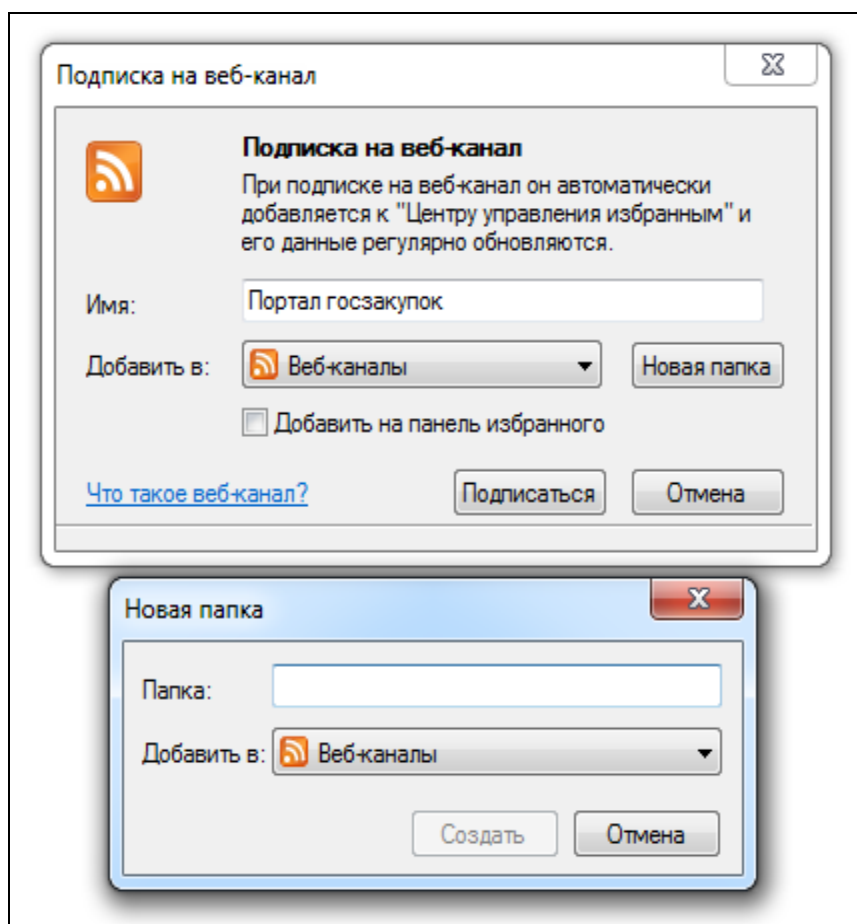 Подписка на веб-канал
Подписка на веб-канал
При подписке на веб-канал он автоматически
добавляется к "Центру управления избранным" и
его данные регулярно обновляются.
Имя: Портал госзакупок
Добавить в: Веб-каналы Новая папка
Добавить на панель избранного
Что такое веб-канал? Подписаться Отмена
Новая папка
Папка:
Добавить в: Веб-каналы
Создать Отмена